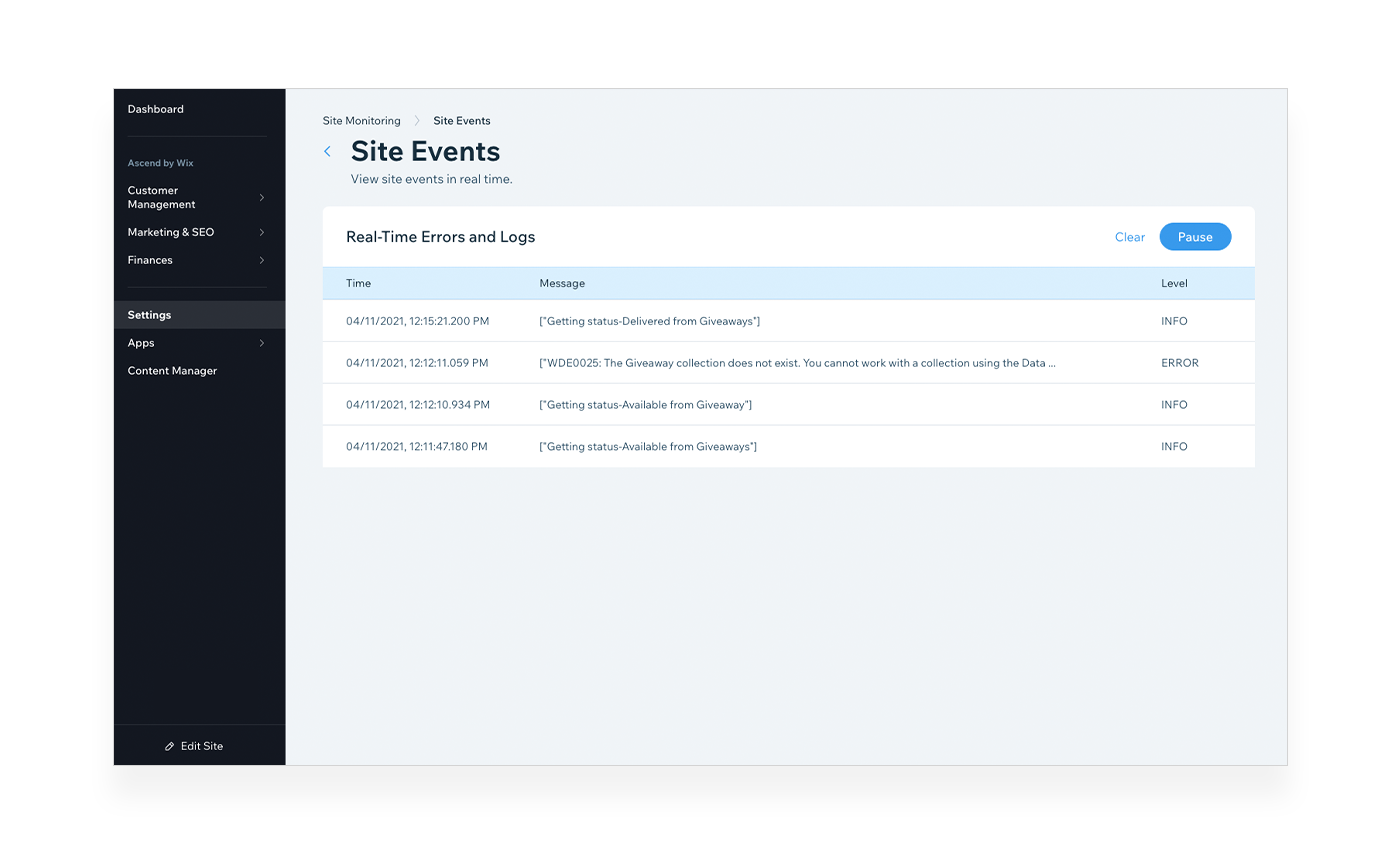 Dashboard
Ascend by Wix
Customer
Management
Marketing & SEO
Finances
Settings
Apps
Content Manager
Edit Site
Site Monitoring
Site Events
Site Events
View site events in real time.
Real-Time Errors and Logs
Clear
Pause
Time Message Level
04/11/2021, 12:15:21.200 PM ["Getting status-Delivered from Giveaways"] INFO
04/11/2021, 12:12:11.059 PM ["WDE0025: The Giveaway collection does not exist. You cannot work with a collection using the Data ... ERROR
04/11/2021, 12:12:10.934 PM ["Getting status-Available from Giveaway"] INFO
04/11/2021, 12:11:47.180 PM ["Getting status-Available from Giveaways"] INFO